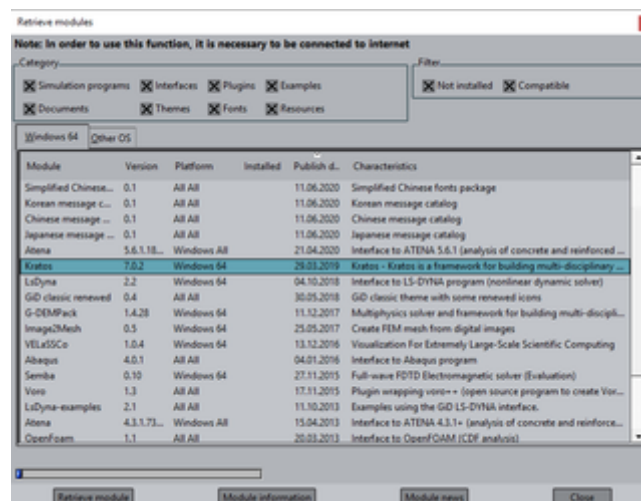 Retrieve modules
Note: In order to use this function, it is necessary to be connected to internet
Category
Filter
Simulation programs Interfaces Plugins Examples
Not installed Compatible
Documents Themes Fonts Resources
Windows 64 Other OS
Module Version Platform Installed Publish d... Characteristics
Simplified Chinese... 0.1 All All 11.06.2020 Simplified Chinese fonts package
Korean message c... 0.1 All All 11.06.2020 Korean message catalog
Chinese message ... 0.1 All All 11.06.2020 Chinese message catalog
Japanese message ... 0.1 All All 11.06.2020 Japanese message catalog
Atena 5.6.1.18... Windows All 21.04.2020 Interface to ATENA 5.6.1 (analysis of concrete and reinforced ...
Kratos 7.0.2 Windows 64 29.03.2019 Kratos - Kratos is a framework for building multi-disciplinary ...
LsDyna 2.2 Windows 64 04.10.2018 Interface to LS-DYNA program (nonlinear dynamic solver)
GiD classic renewed 0.4 All All 30.05.2018 GiD classic theme with some renewed icons
G-DEMPack 1.4.28 Windows 64 11.12.2017 Multiphysics solver and framework for building multi-discipli...
Image2Mesh 0.5 Windows 64 25.05.2017 Create FEM mesh from digital images
VELaSSCo 1.0.4 Windows 64 13.12.2016 Visualization For Extremely Large-Scale Scientific Computing
Abaqus 4.0.1 All All 04.01.2016 Interface to Abaqus program
Semba 0.10 Windows 64 27.11.2015 Full-wave FDTD Electromagnetic solver (Evaluation)
Voro 1.3 All All 17.11.2015 Plugin wrapping voro++ (open source program to create Vor...
LsDyna-examples 2.1 All All 11.10.2013 Examples using the GiD LS-DYNA interface.
Atena 4.3.1.73... Windows All 15.04.2013 Interface to ATENA 4.3.1+ (analysis of concrete and reinforce...
OpenFoam 1.1 All All 20.03.2013 Interface to OpenFOAM (CDF analysis)
Retrieve module Module information Module news Close